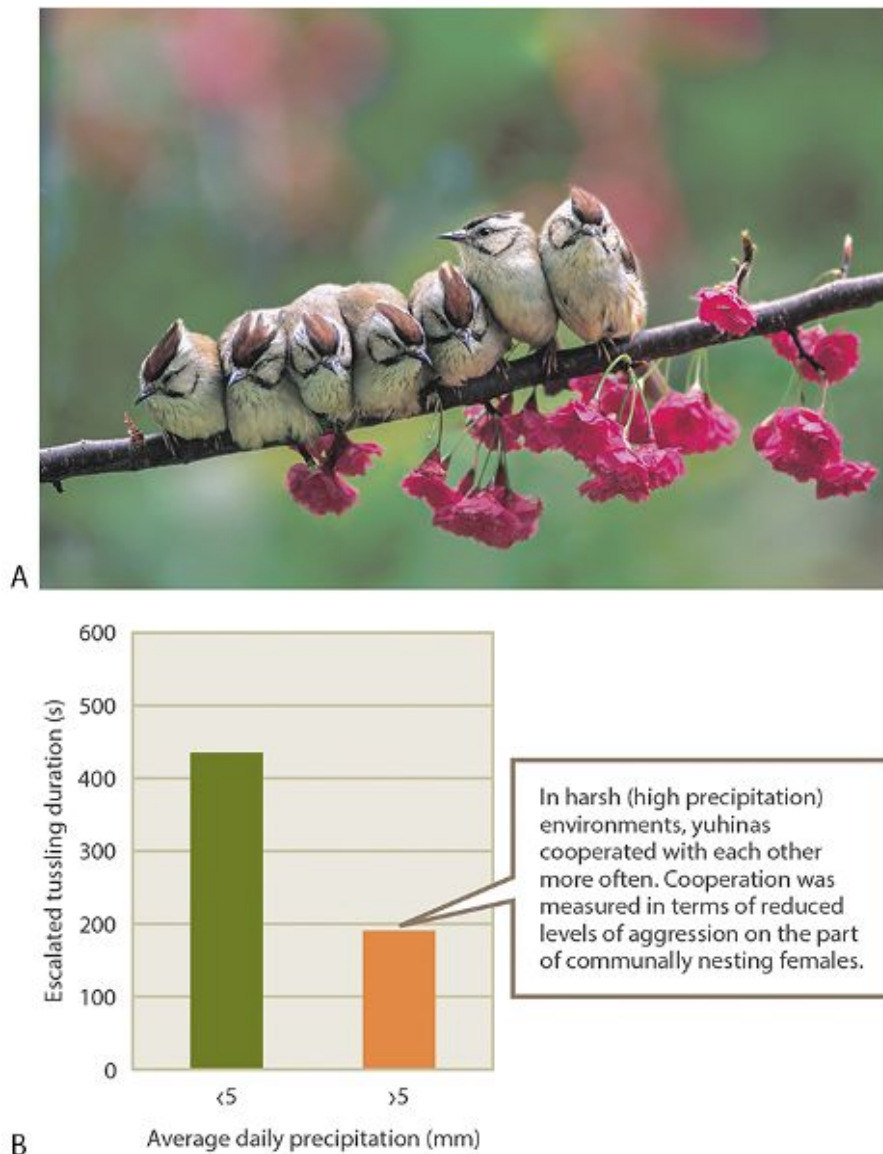 A
600
500
400
300
200
100
0
Escalated tussling duration (s)
<5
>5
Average daily precipitation (mm)
In harsh (high precipitation)
environments, yuhinas
cooperated with each other
more often. Cooperation was
measured in terms of reduced
levels of aggression on the part
of communally nesting females.
B